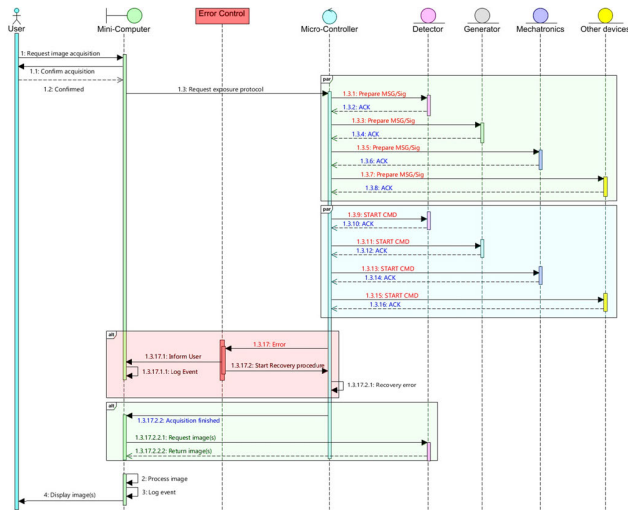 User
Mini-Computer
Error Control
Micro-Controller
Detector
Generator
Mechatronics
Other devices
1: Request image acquisition
1.1: Confirm acquisition
1.2: Confirmed
1.3: Request exposure protocol
par
1.3.1: Prepare MSG/Sig
1.3.2: ACK
1.3.3: Prepare MSG/Sig
1.3.4: ACK
1.3.5: Prepare MSG/Sig
1.3.6: ACK
1.3.7: Prepare MSG/Sig
1.3.8: ACK
par
1.3.9: START CMD
1.3.10: ACK
1.3.11: START CMD
1.3.12: ACK
1.3.13: START CMD
1.3.14: ACK
1.3.15: START CMD
1.3.16: ACK
alt
1.3.17: Error
1.3.17.1: Inform User
1.3.17.2: Start Recovery procedure
1.3.17.1.1: Log Event
1.3.17.2.1: Recovery error
alt
1.3.17.2.2: Acquisition finished
1.3.17.2.2.1: Request image(s)
1.3.17.2.2.2: Return image(s)
2: Process image
3: Log event
4: Display image(s)